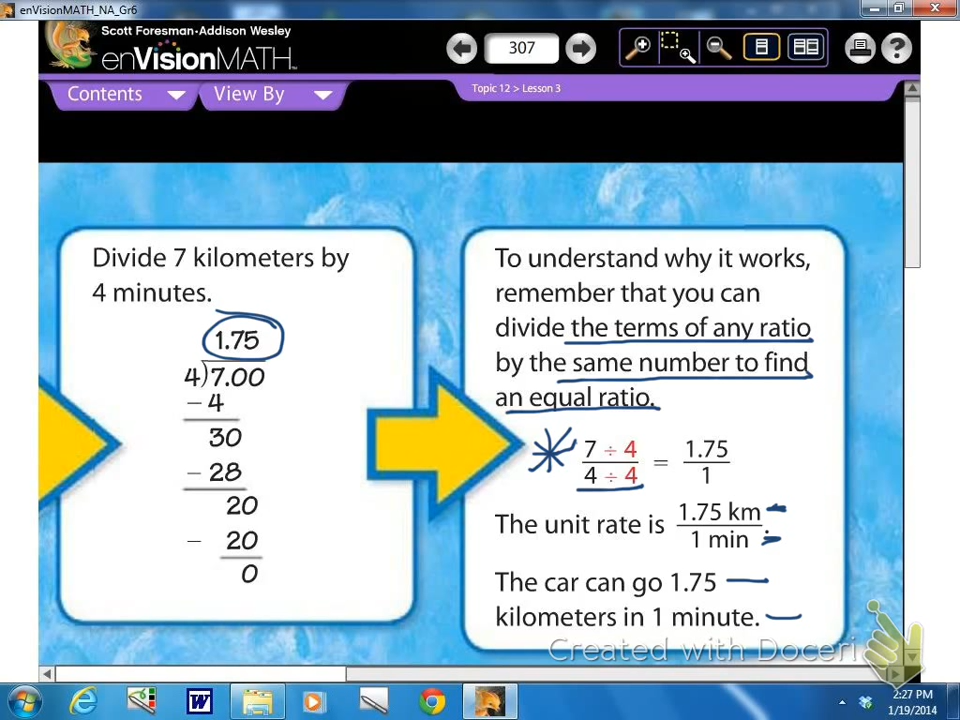 enVisionMATH_NA_Gr6
Scott Foresman-Addison Wesley
enVisionMATH™
307
Contents
View By
Topic 12 > Lesson 3
Divide 7 kilometers by
4 minutes.
1.75
4)7.00
− 4
30
− 28
20
− 20
0
To understand why it works,
remember that you can
divide the terms of any ratio
by the same number to find
an equal ratio.
7 ÷ 4 / 4 ÷ 4 = 1.75 / 1
The unit rate is 1.75 km / 1 min.
The car can go 1.75
kilometers in 1 minute.
Created with Doceri
2:27 PM
1/19/2014